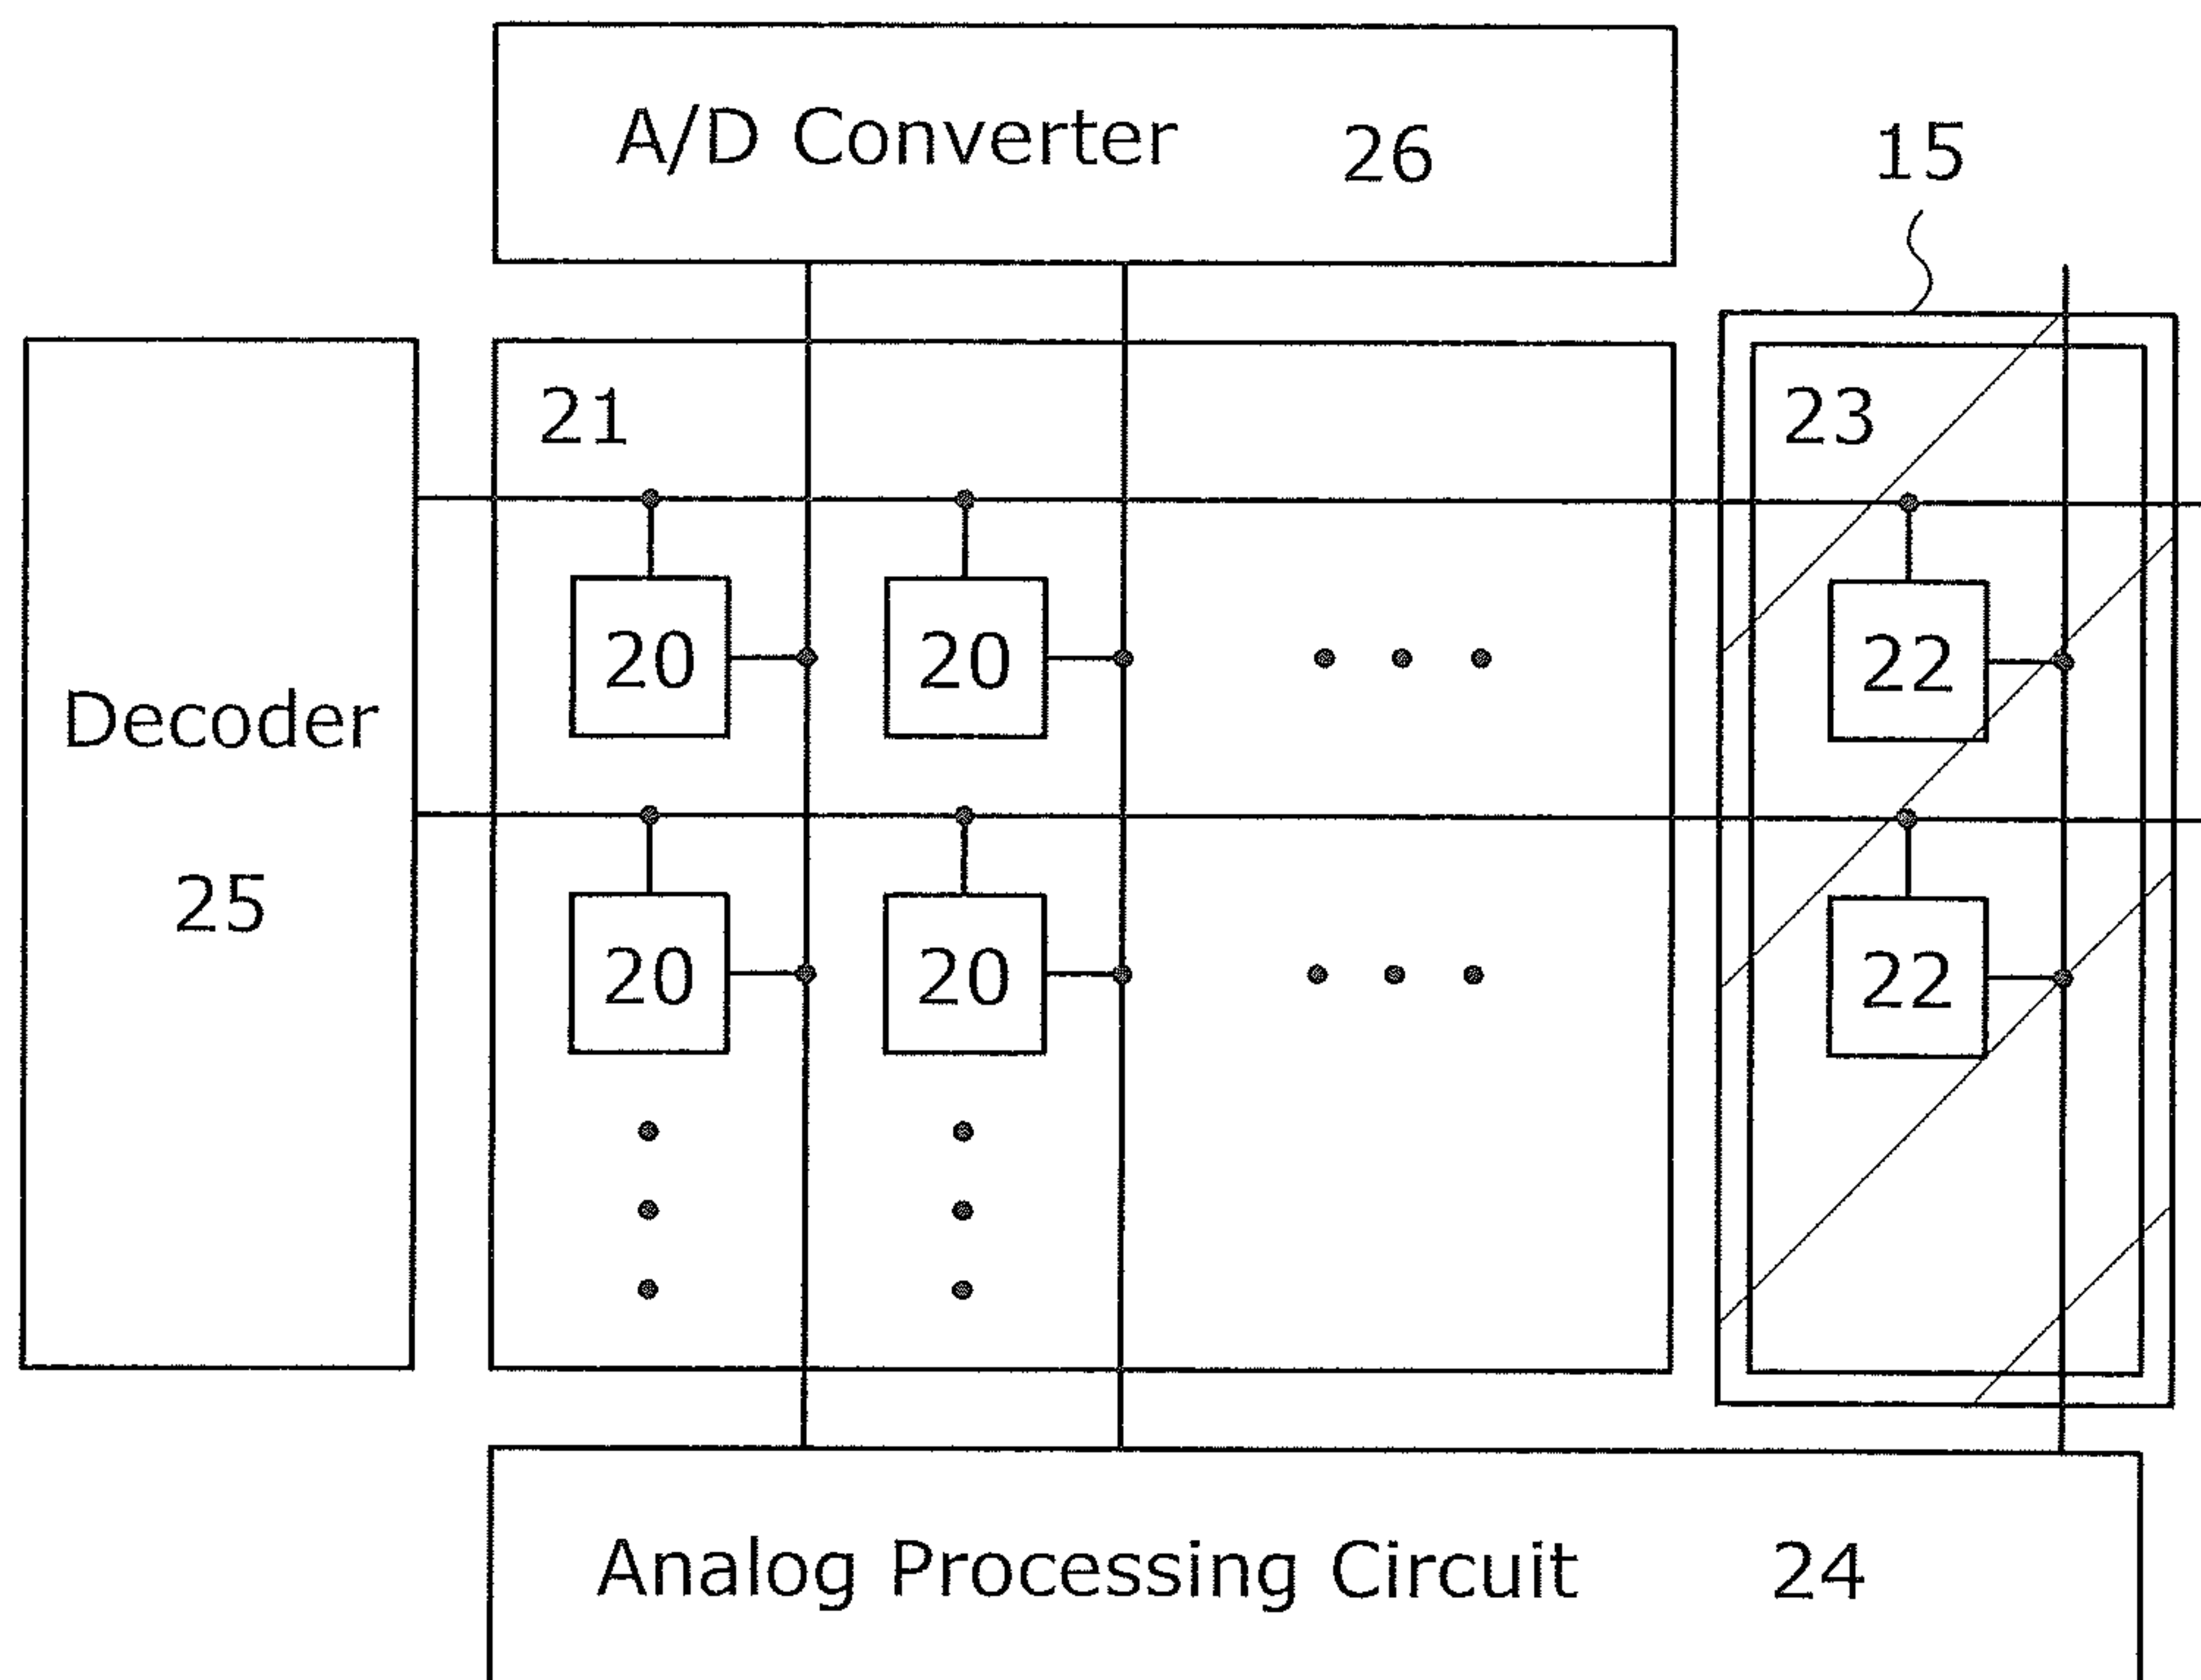 A/D Converter 26
15
21
23
20 20 22
Decoder
25
20 20 22
Analog Processing Circuit 24